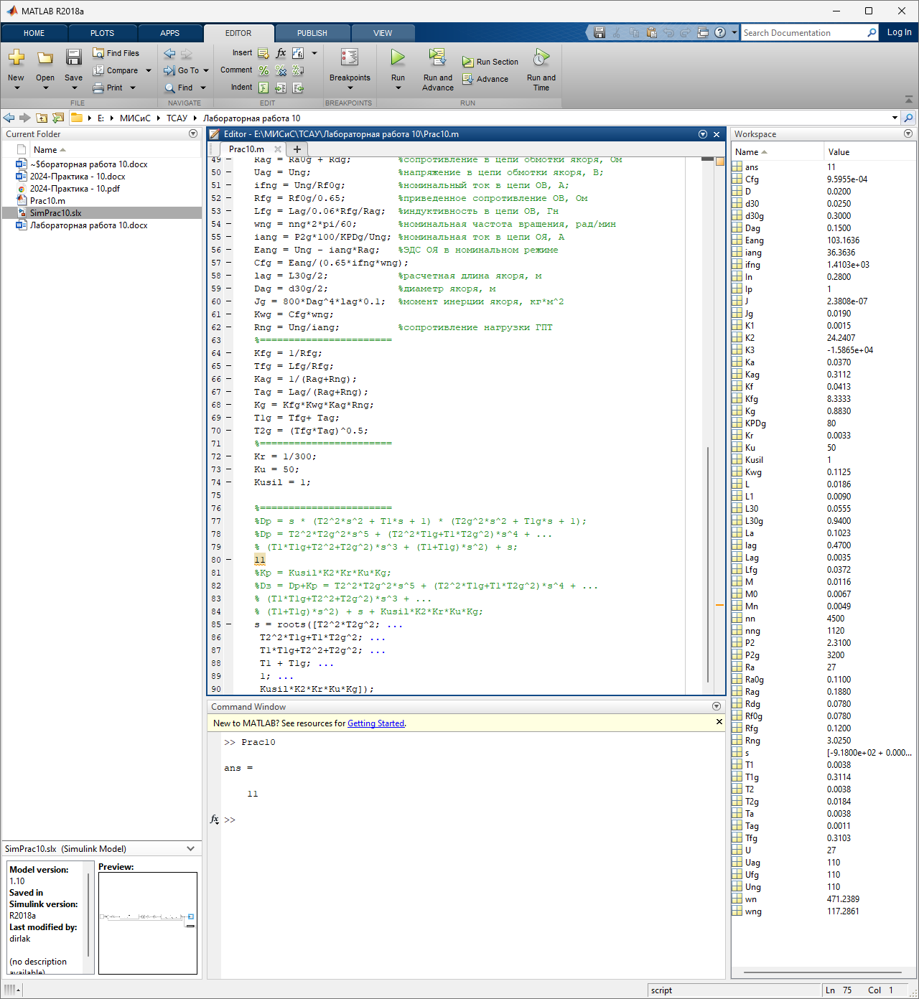 MATLAB R2018a
HOME PLOTS APPS EDITOR PUBLISH VIEW
Search Documentation Log In
New Open Save Find Files Compare Print
Go To Find
Insert fx
Comment
Indent
Breakpoints
Run Run and Advance Run Section Advance Run and Time
FILE NAVIGATE EDIT BREAKPOINTS RUN
E: МИСиС ТСАУ Лабораторная работа 10
Current Folder
Name
~$бораторная работа 10.docx
2024-Практика - 10.docx
2024-Практика - 10.pdf
Prac10.m
SimPrac10.slx
Лабораторная работа 10.docx
SimPrac10.slx (Simulink Model)
Model version:
1.10
Saved in
Simulink version:
R2018a
Last modified by:
dirlak
(no description
available)
Preview:
Editor - E:\МИСиС\ТСАУ\Лабораторная работа 10\Prac10.m
Prac10.m
49 Rag = Ra0g + Rdg; %сопротивление в цепи обмотки якоря, Ом
50 Uag = Ung; %напряжение в цепи обмотки якоря, В;
51 ifng = Ung/Rf0g; %номинальный ток в цепи ОВ, А;
52 Rfg = Rf0g/0.65; %приведенное сопротивление ОВ, Ом
53 Lfg = Lag/0.06*Rfg/Rag; %индуктивность в цепи ОВ, Гн
54 wng = nng*2*pi/60; %номинальная частота вращения, рад/мин
55 iang = P2g*100/KPDg/Ung; %номинальная ток в цепи ОЯ, А
56 Eang = Ung - iang*Rag; %ЭДС ОЯ в номинальном режиме
57 Cfg = Eang/(0.65*ifng*wng);
58 lag = L30g/2; %расчетная длина якоря, м
59 Dag = d30g/2; %диаметр якоря, м
60 Jg = 800*Dag^4*lag*0.1; %момент инерции якоря, кг*м^2
61 Kwg = Cfg*wng;
62 Rng = Ung/iang; %сопротивление нагрузки ГПТ
63 %=======================
64 Kfg = 1/Rfg;
65 Tfg = Lfg/Rfg;
66 Kag = 1/(Rag+Rng);
67 Tag = Lag/(Rag+Rng);
68 Kg = Kfg*Kwg*Kag*Rng;
69 T1g = Tfg+ Tag;
70 T2g = (Tfg*Tag)^0.5;
71 %=======================
72 Kr = 1/300;
73 Ku = 50;
74 Kusil = 1;
75
76 %=======================
77 %Dp = s * (T2^2*s^2 + T1*s + 1) * (T2g^2*s^2 + T1g*s + 1);
78 %Dp = T2^2*T2g^2*s^5 + (T2^2*T1g+T1*T2g^2)*s^4 + ...
79 % (T1*T1g+T2^2+T2g^2)*s^3 + (T1+T1g)*s^2) + s;
80 11
81 %Kp = Kusil*K2*Kr*Ku*Kg;
82 %Dз = Dp+Kp = T2^2*T2g^2*s^5 + (T2^2*T1g+T1*T2g^2)*s^4 + ...
83 % (T1*T1g+T2^2+T2g^2)*s^3 + ...
84 % (T1+T1g)*s^2) + s + Kusil*K2*Kr*Ku*Kg;
85 s = roots([T2^2*T2g^2; ...
86 T2^2*T1g+T1*T2g^2; ...
87 T1*T1g+T2^2+T2g^2; ...
88 T1 + T1g; ...
89 1; ...
90 Kusil*K2*Kr*Ku*Kg]);
Command Window
New to MATLAB? See resources for Getting Started.
>> Prac10
ans =
11
fx >>
Workspace
Name Value
ans 11
Cfg 9.5955e-04
D 0.0200
d30 0.0250
d30g 0.3000
Dag 0.1500
Eang 103.1636
iang 36.3636
ifng 1.4103e+03
In 0.2800
Ip 1
J 2.3808e-07
Jg 0.0190
K1 0.0015
K2 24.2407
K3 -1.5865e+04
Ka 0.0370
Kag 0.3112
Kf 0.0413
Kfg 8.3333
Kg 0.8830
KPDg 80
Kr 0.0033
Ku 50
Kusil 1
Kwg 0.1125
L 0.0186
L1 0.0090
L30 0.0555
L30g 0.9400
La 0.1023
lag 0.4700
Lag 0.0035
Lfg 0.0372
M 0.0116
M0 0.0067
Mn 0.0049
nn 4500
nng 1120
P2 2.3100
P2g 3200
Ra 27
Ra0g 0.1100
Rag 0.1880
Rdg 0.0780
Rf0g 0.0780
Rfg 0.1200
Rng 3.0250
s [-9.1800e+02 + 0.000...
T1 0.0038
T1g 0.3114
T2 0.0038
T2g 0.0184
Ta 0.0038
Tag 0.0011
Tfg 0.3103
U 27
Uag 110
Ufg 110
Ung 110
wn 471.2389
wng 117.2861
script Ln 75 Col 1